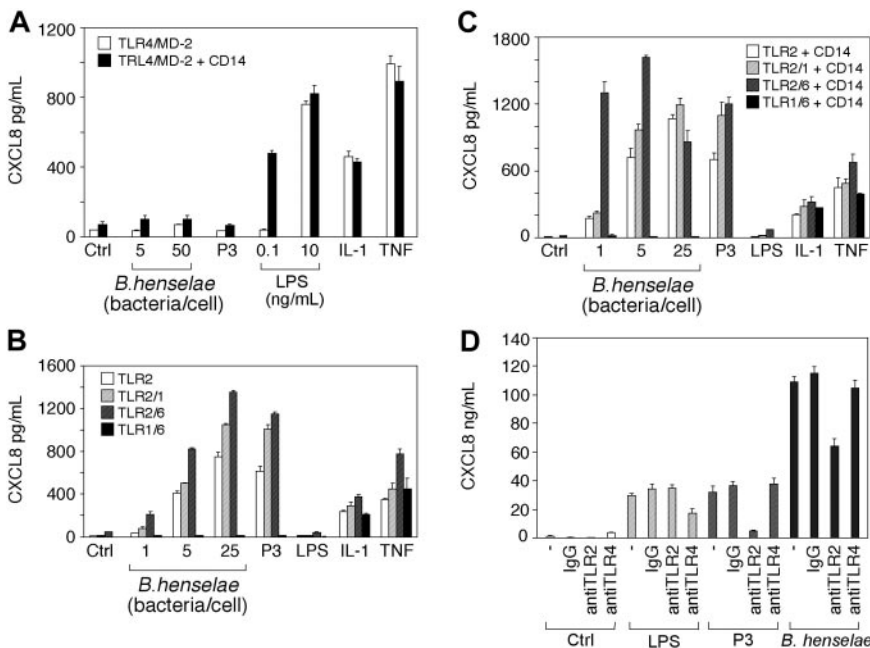 A
CXCL8 pg/mL
1200
800
400
0
TLR4/MD-2
TRL4/MD-2 + CD14
Ctrl 5 50 P3 0.1 10 IL-1 TNF
B.henselae LPS
(bacteria/cell) (ng/mL)
B
CXCL8 pg/mL
1600
1200
800
400
0
TLR2
TLR2/1
TLR2/6
TLR1/6
Ctrl 1 5 25 P3 LPS IL-1 TNF
B.henselae
(bacteria/cell)
C
CXCL8 pg/mL
1800
1200
600
0
TLR2 + CD14
TLR2/1 + CD14
TLR2/6 + CD14
TLR1/6 + CD14
Ctrl 1 5 25 P3 LPS IL-1 TNF
B.henselae
(bacteria/cell)
D
CXCL8 ng/mL
140
120
100
80
60
40
20
0
- IgG antiTLR2 antiTLR4 - IgG antiTLR2 antiTLR4 - IgG antiTLR2 antiTLR4 - IgG antiTLR2 antiTLR4
Ctrl LPS P3 B. henselae